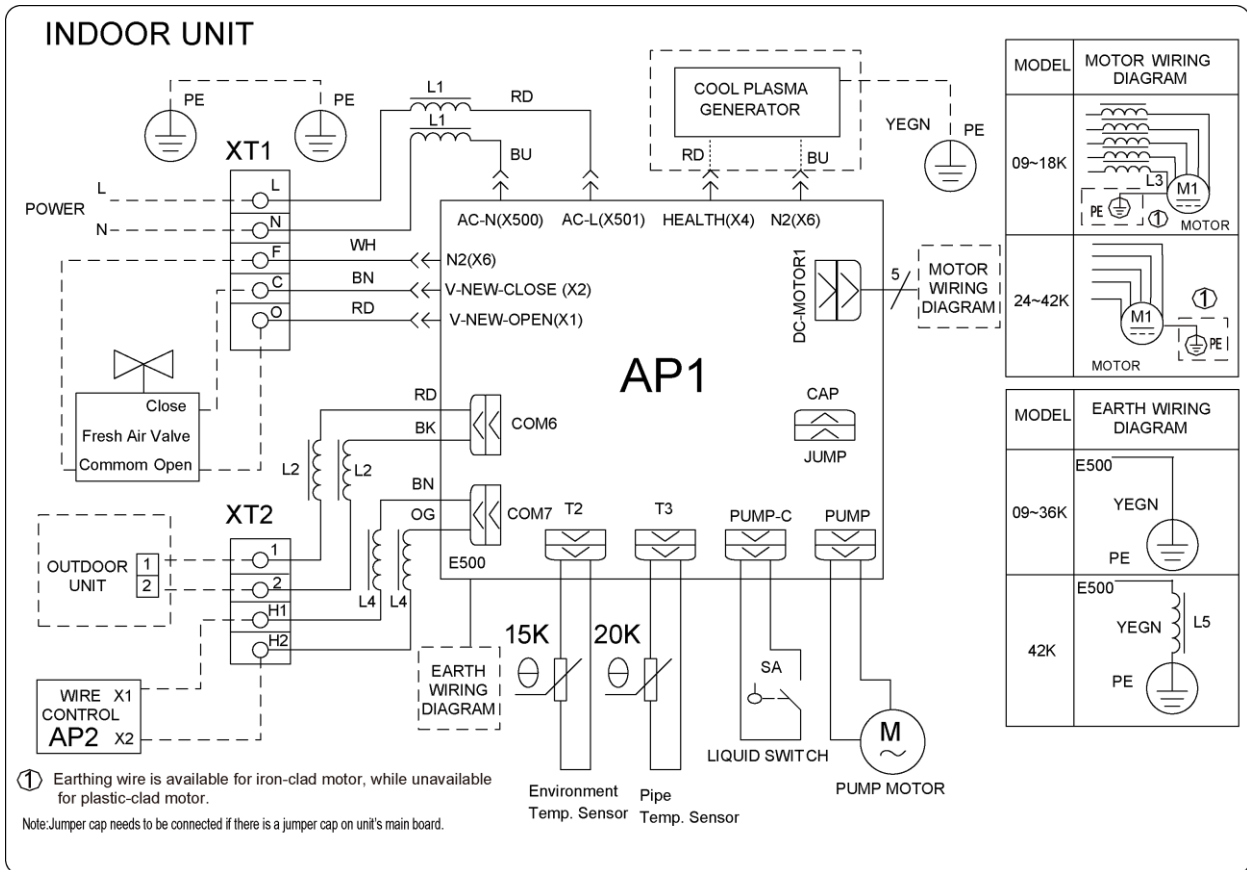 INDOOR UNIT
PE
PE
L1
RD
L1
BU
XT1
L
POWER
N
L
N
F
C
O
WH
BN
RD
AC-N(X500)
AC-L(X501)
HEALTH(X4)
N2(X6)
N2(X6)
V-NEW-CLOSE (X2)
V-NEW-OPEN(X1)
COOL PLASMA
GENERATOR
RD
BU
YEGN
PE
DC-MOTOR1
5
MOTOR
WIRING
DIAGRAM
AP1
CAP
JUMP
Close
Fresh Air Valve
Commom Open
RD
BK
COM6
L2
L2
BN
OG
COM7
L4
L4
E500
XT2
1
2
H1
H2
OUTDOOR
UNIT
1
2
WIRE X1
CONTROL
AP2 X2
EARTH
WIRING
DIAGRAM
T2
T3
PUMP-C
PUMP
15K
20K
SA
LIQUID SWITCH
M
PUMP MOTOR
Environment
Temp. Sensor
Pipe
Temp. Sensor
1 Earthing wire is available for iron-clad motor, while unavailable
for plastic-clad motor.
Note:Jumper cap needs to be connected if there is a jumper cap on unit's main board.
MODEL
MOTOR WIRING
DIAGRAM
09~18K
L3
M1
PE
1
MOTOR
24~42K
M1
1
PE
MOTOR
MODEL
EARTH WIRING
DIAGRAM
09~36K
E500
YEGN
PE
42K
E500
YEGN
L5
PE